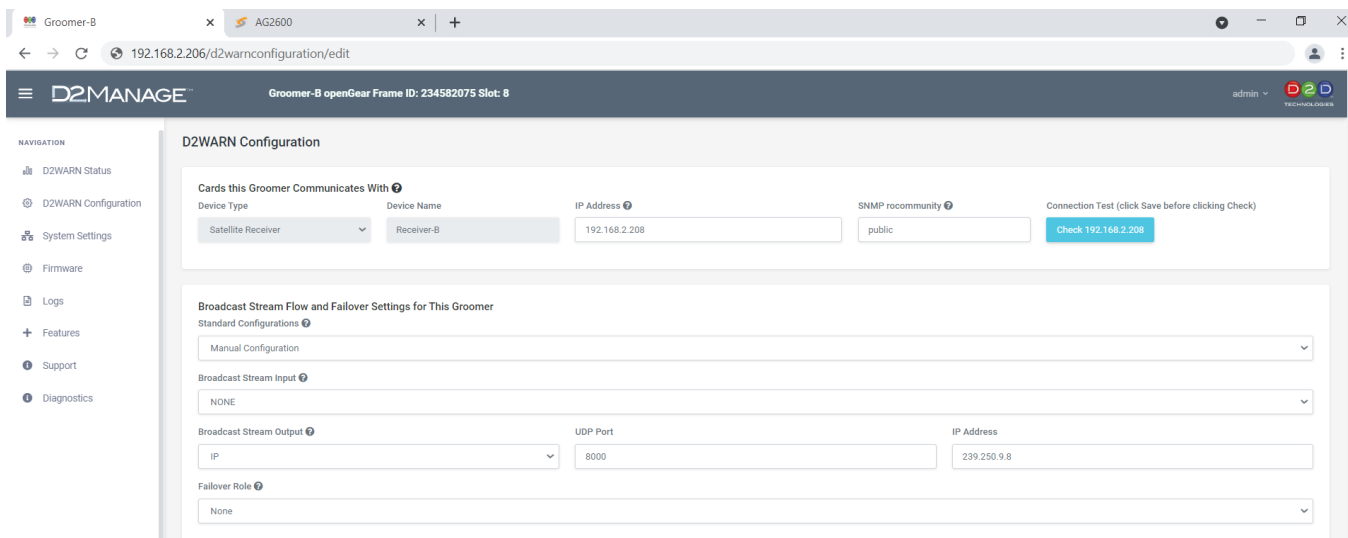 Groomer-B
AG2600
192.168.2.206/d2warnconfiguration/edit
D2MANAGE™
Groomer-B openGear Frame ID: 234582075 Slot: 8
admin
D2D
TECHNOLOGIES
NAVIGATION
D2WARN Status
D2WARN Configuration
System Settings
Firmware
Logs
Features
Support
Diagnostics
D2WARN Configuration
Cards this Groomer Communicates With
Device Type Device Name IP Address SNMP rocommunity Connection Test (click Save before clicking Check)
Satellite Receiver Receiver-B 192.168.2.208 public Check 192.168.2.208
Broadcast Stream Flow and Failover Settings for This Groomer
Standard Configurations
Manual Configuration
Broadcast Stream Input
NONE
Broadcast Stream Output UDP Port IP Address
IP 8000 239.250.9.8
Failover Role
None